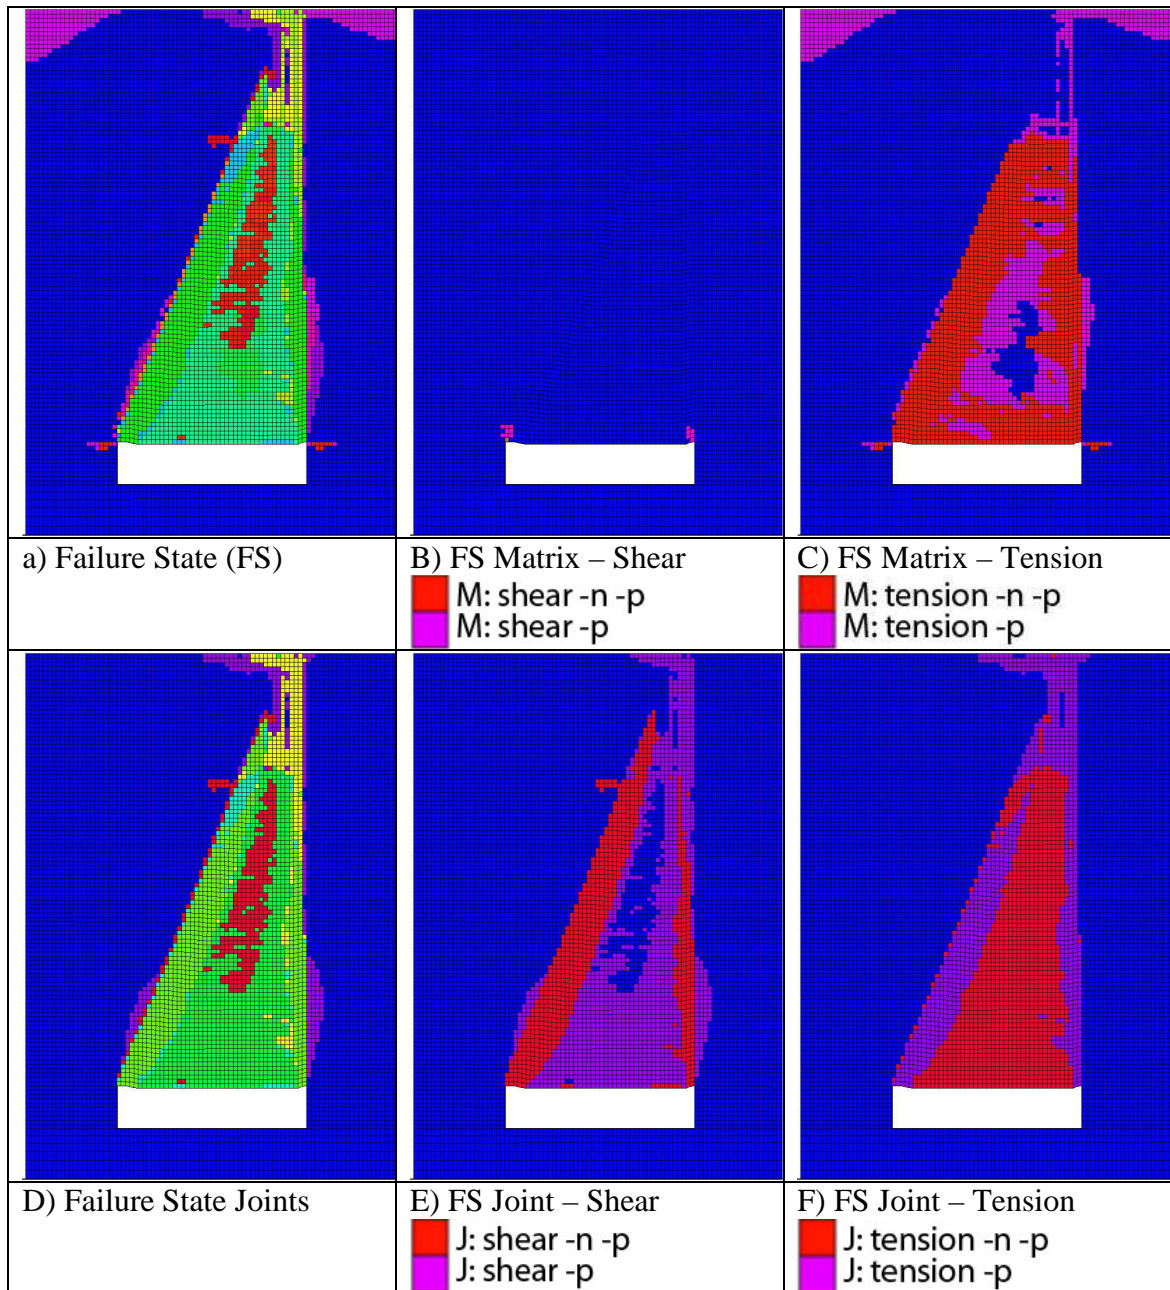 a) Failure State (FS)
B) FS Matrix – Shear
M: shear -n -p
M: shear -p
C) FS Matrix – Tension
M: tension -n -p
M: tension -p
D) Failure State Joints
E) FS Joint – Shear
J: shear -n -p
J: shear -p
F) FS Joint – Tension
J: tension -n -p
J: tension -p